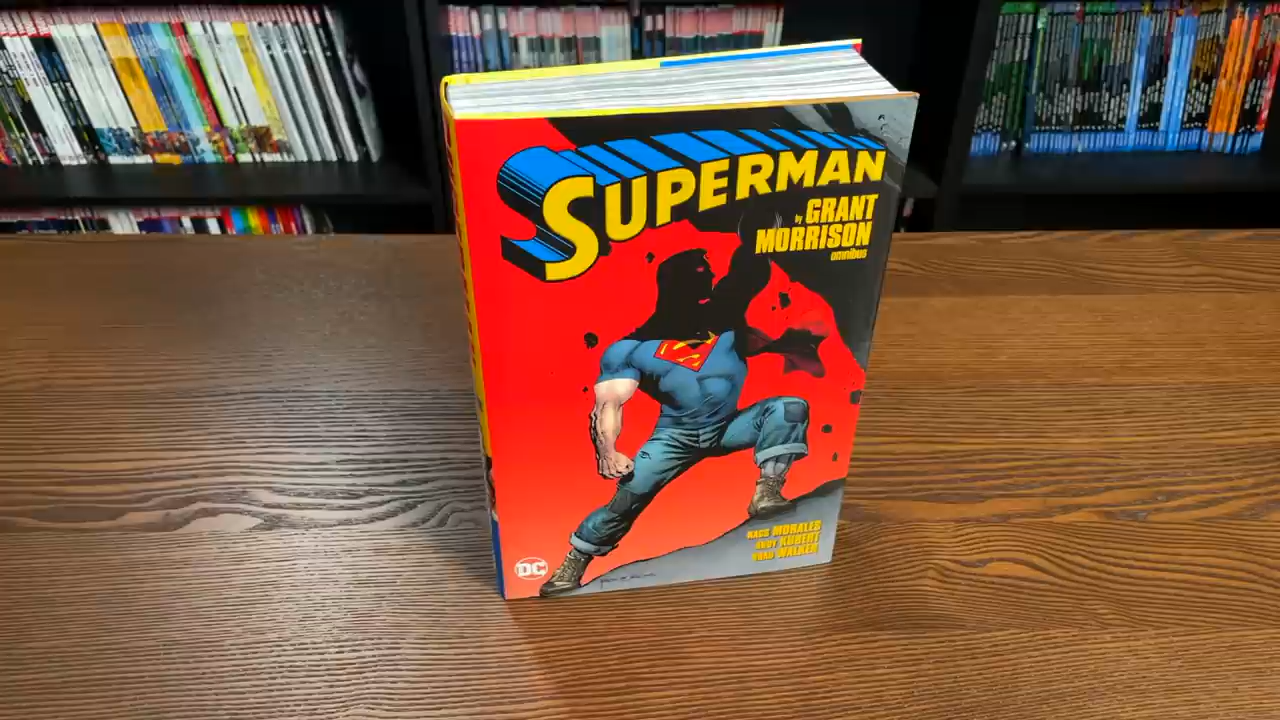 SUPERMAN
by GRANT
MORRISON
omnibus
RAGS MORALES
ANDY KUBERT
BRAD WALKER
DC